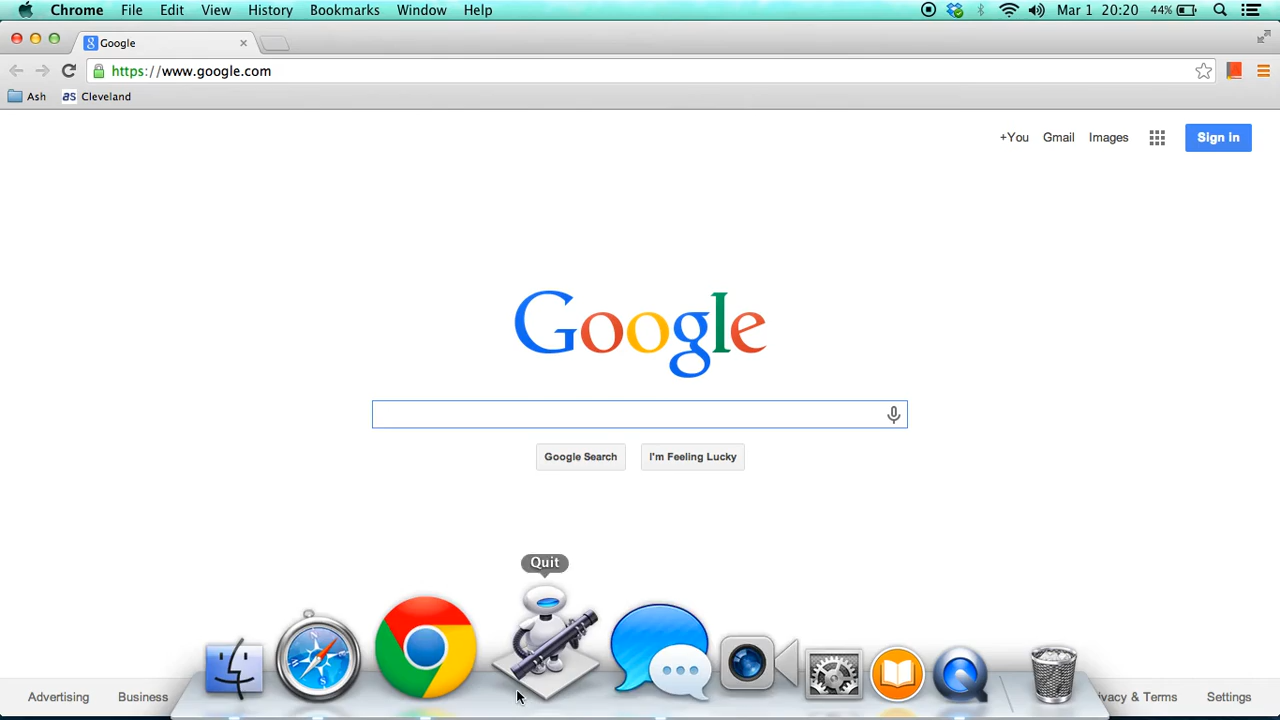 Chrome File Edit View History Bookmarks Window Help Mar 1 20:20 44%
Google
https://www.google.com
Ash as Cleveland
+You Gmail Images Sign In
Google
Google Search I'm Feeling Lucky
Quit
Advertising Business ivacy & Terms Settings